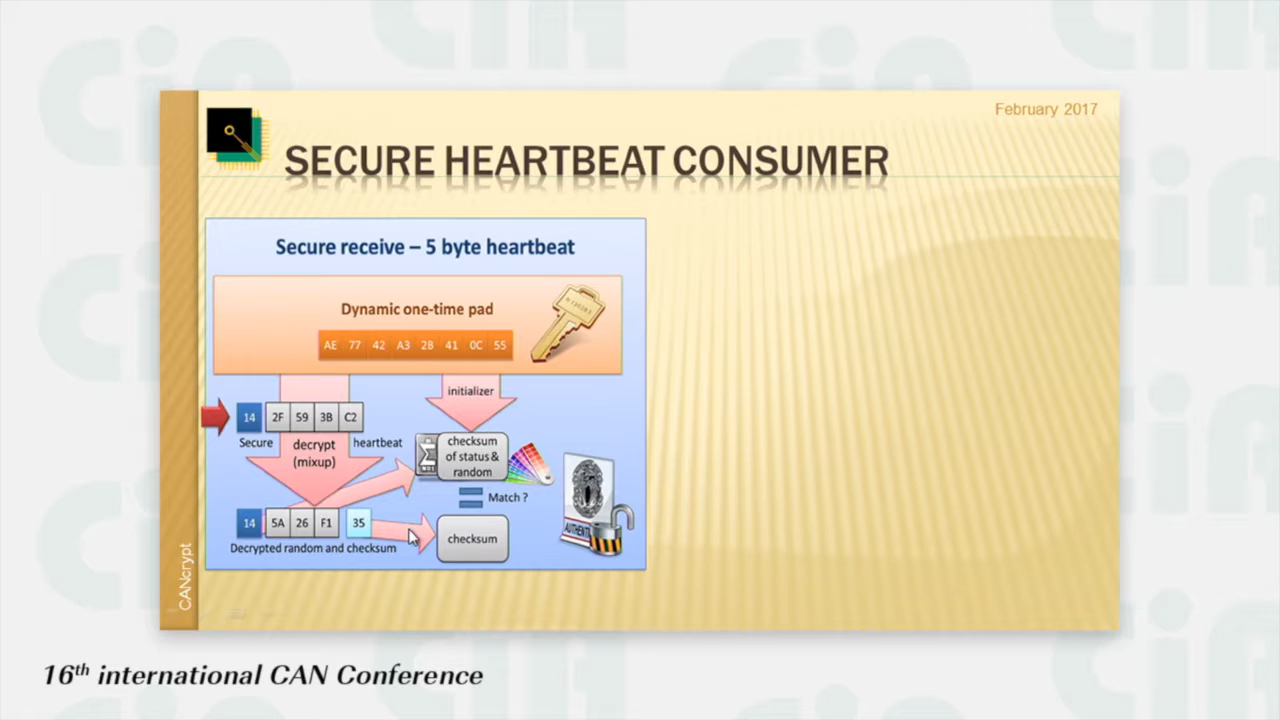 February 2017
SECURE HEARTBEAT CONSUMER
Secure receive – 5 byte heartbeat
Dynamic one-time pad
AE 77 42 A3 2B 41 0C 55
initializer
14 2F 59 3B C2
Secure decrypt heartbeat
(mixup)
checksum
of status &
random
Match ?
14 5A 26 F1 35
Decrypted random and checksum
checksum
AUTHENTI
CANcrypt
16th international CAN Conference
CiA